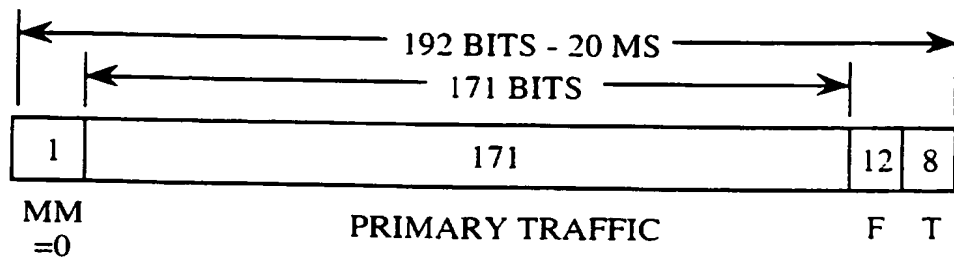 192 BITS - 20 MS
171 BITS
1 171 12 8
MM PRIMARY TRAFFIC F T
=0